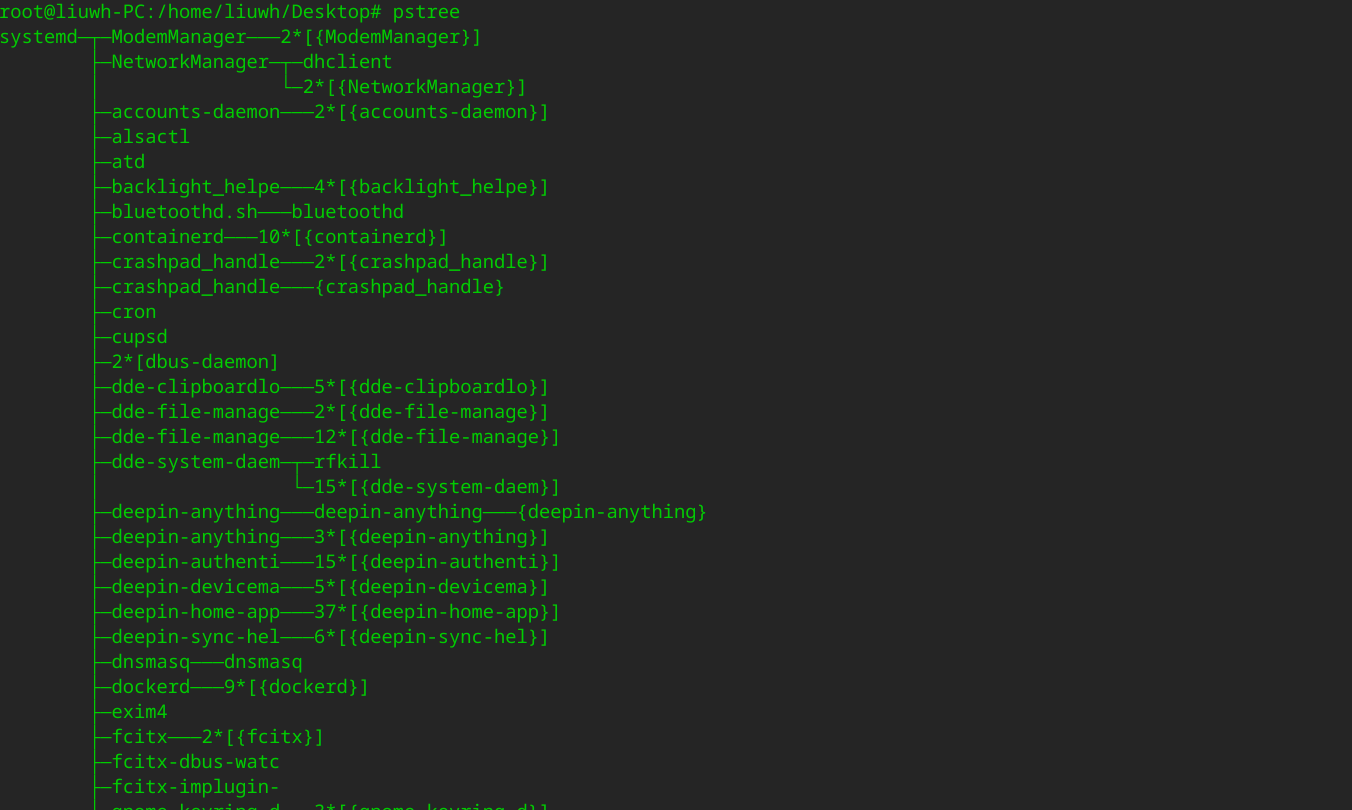 root@liuwh-PC:/home/liuwh/Desktop# pstree
systemd─┬─ModemManager───2*[{ModemManager}]
        ├─NetworkManager─┬─dhclient
        │                └─2*[{NetworkManager}]
        ├─accounts-daemon───2*[{accounts-daemon}]
        ├─alsactl
        ├─atd
        ├─backlight_helpe───4*[{backlight_helpe}]
        ├─bluetoothd.sh───bluetoothd
        ├─containerd───10*[{containerd}]
        ├─crashpad_handle───2*[{crashpad_handle}]
        ├─crashpad_handle───{crashpad_handle}
        ├─cron
        ├─cupsd
        ├─2*[dbus-daemon]
        ├─dde-clipboardlo───5*[{dde-clipboardlo}]
        ├─dde-file-manage───2*[{dde-file-manage}]
        ├─dde-file-manage───12*[{dde-file-manage}]
        ├─dde-system-daem─┬─rfkill
        │                 └─15*[{dde-system-daem}]
        ├─deepin-anything───deepin-anything───{deepin-anything}
        ├─deepin-anything───3*[{deepin-anything}]
        ├─deepin-authenti───15*[{deepin-authenti}]
        ├─deepin-devicema───5*[{deepin-devicema}]
        ├─deepin-home-app───37*[{deepin-home-app}]
        ├─deepin-sync-hel───6*[{deepin-sync-hel}]
        ├─dnsmasq───dnsmasq
        ├─dockerd───9*[{dockerd}]
        ├─exim4
        ├─fcitx───2*[{fcitx}]
        ├─fcitx-dbus-watc
        ├─fcitx-implugin-